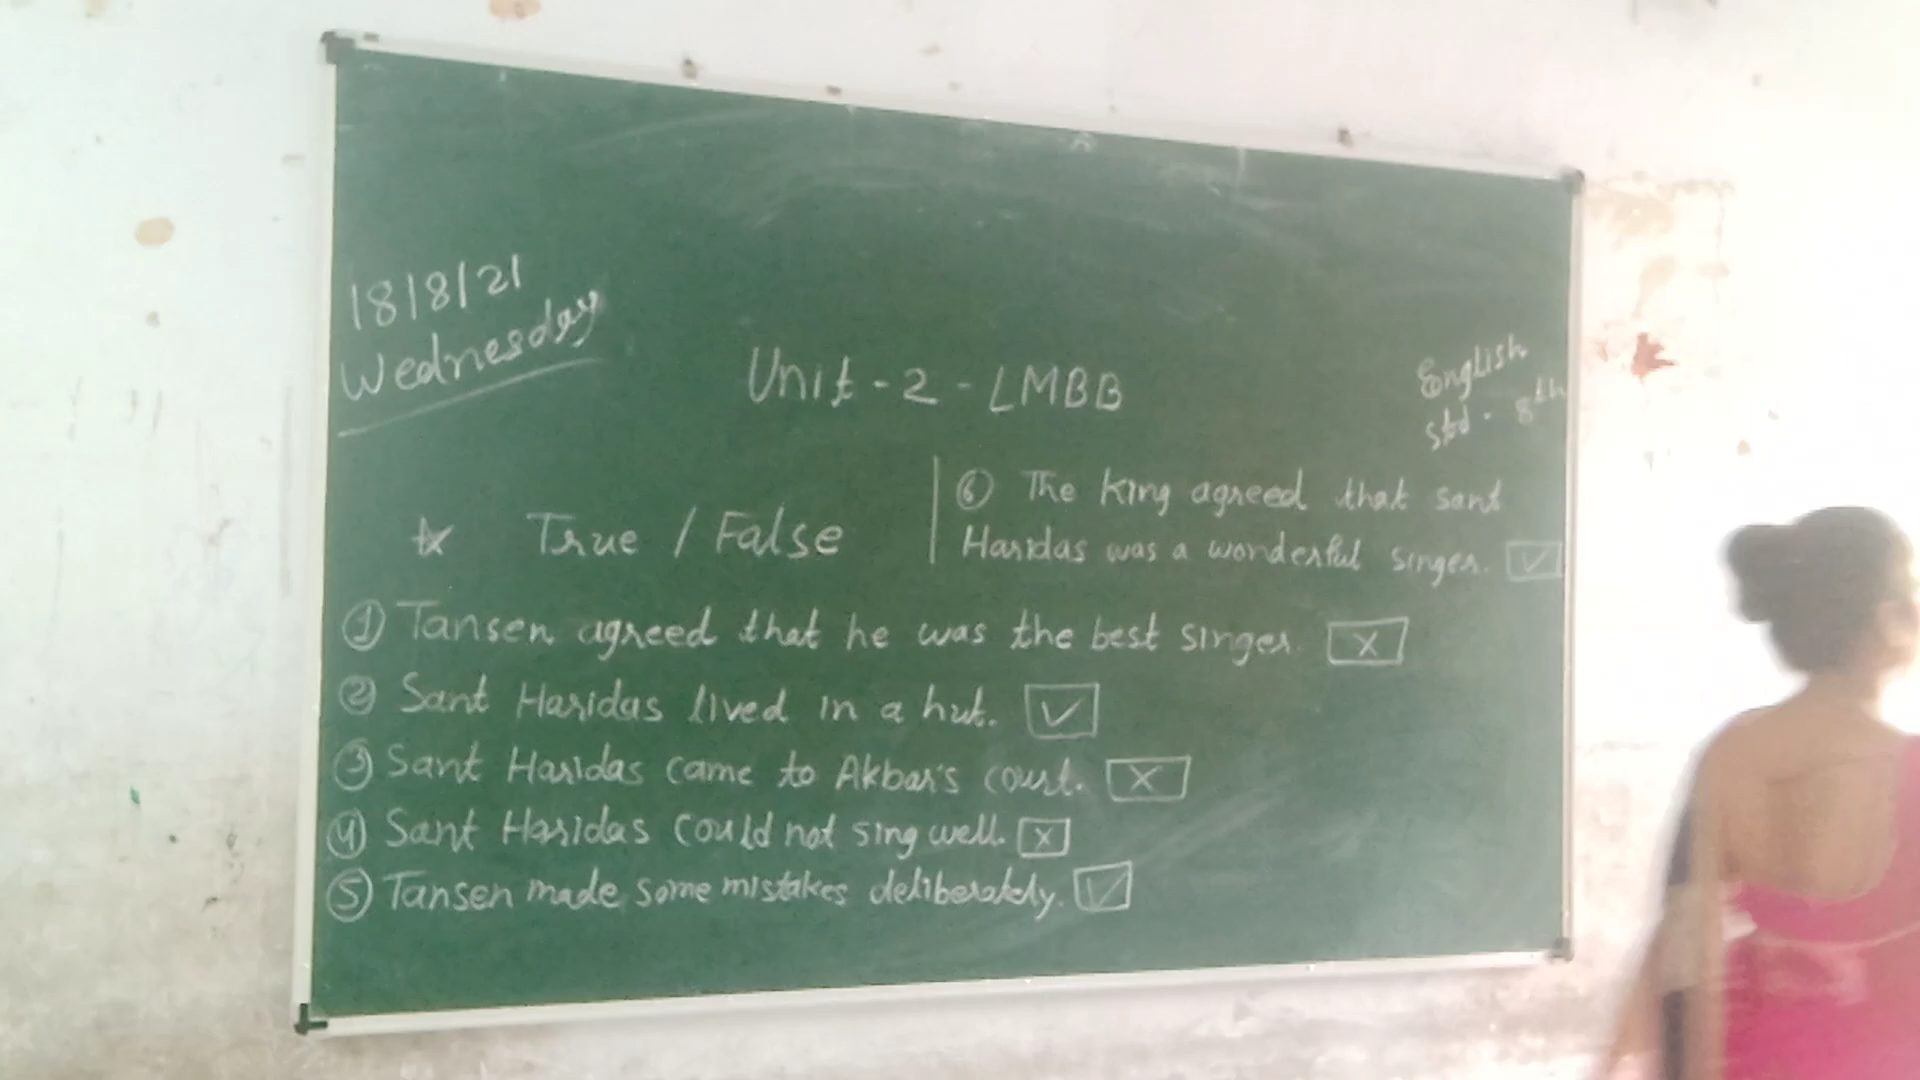 18/8/21
Wednesday
Unit - 2 - LMBB
English
Std - 8th
True / False
① Tansen agreed that he was the best singer. ☒
② Sant Haridas lived in a hut. ☑
③ Sant Haridas came to Akbar's court. ☒
④ Sant Haridas could not sing well. ☒
⑤ Tansen made some mistakes deliberately. ☑
⑥ The king agreed that sant
Haridas was a wonderful singer. ☑